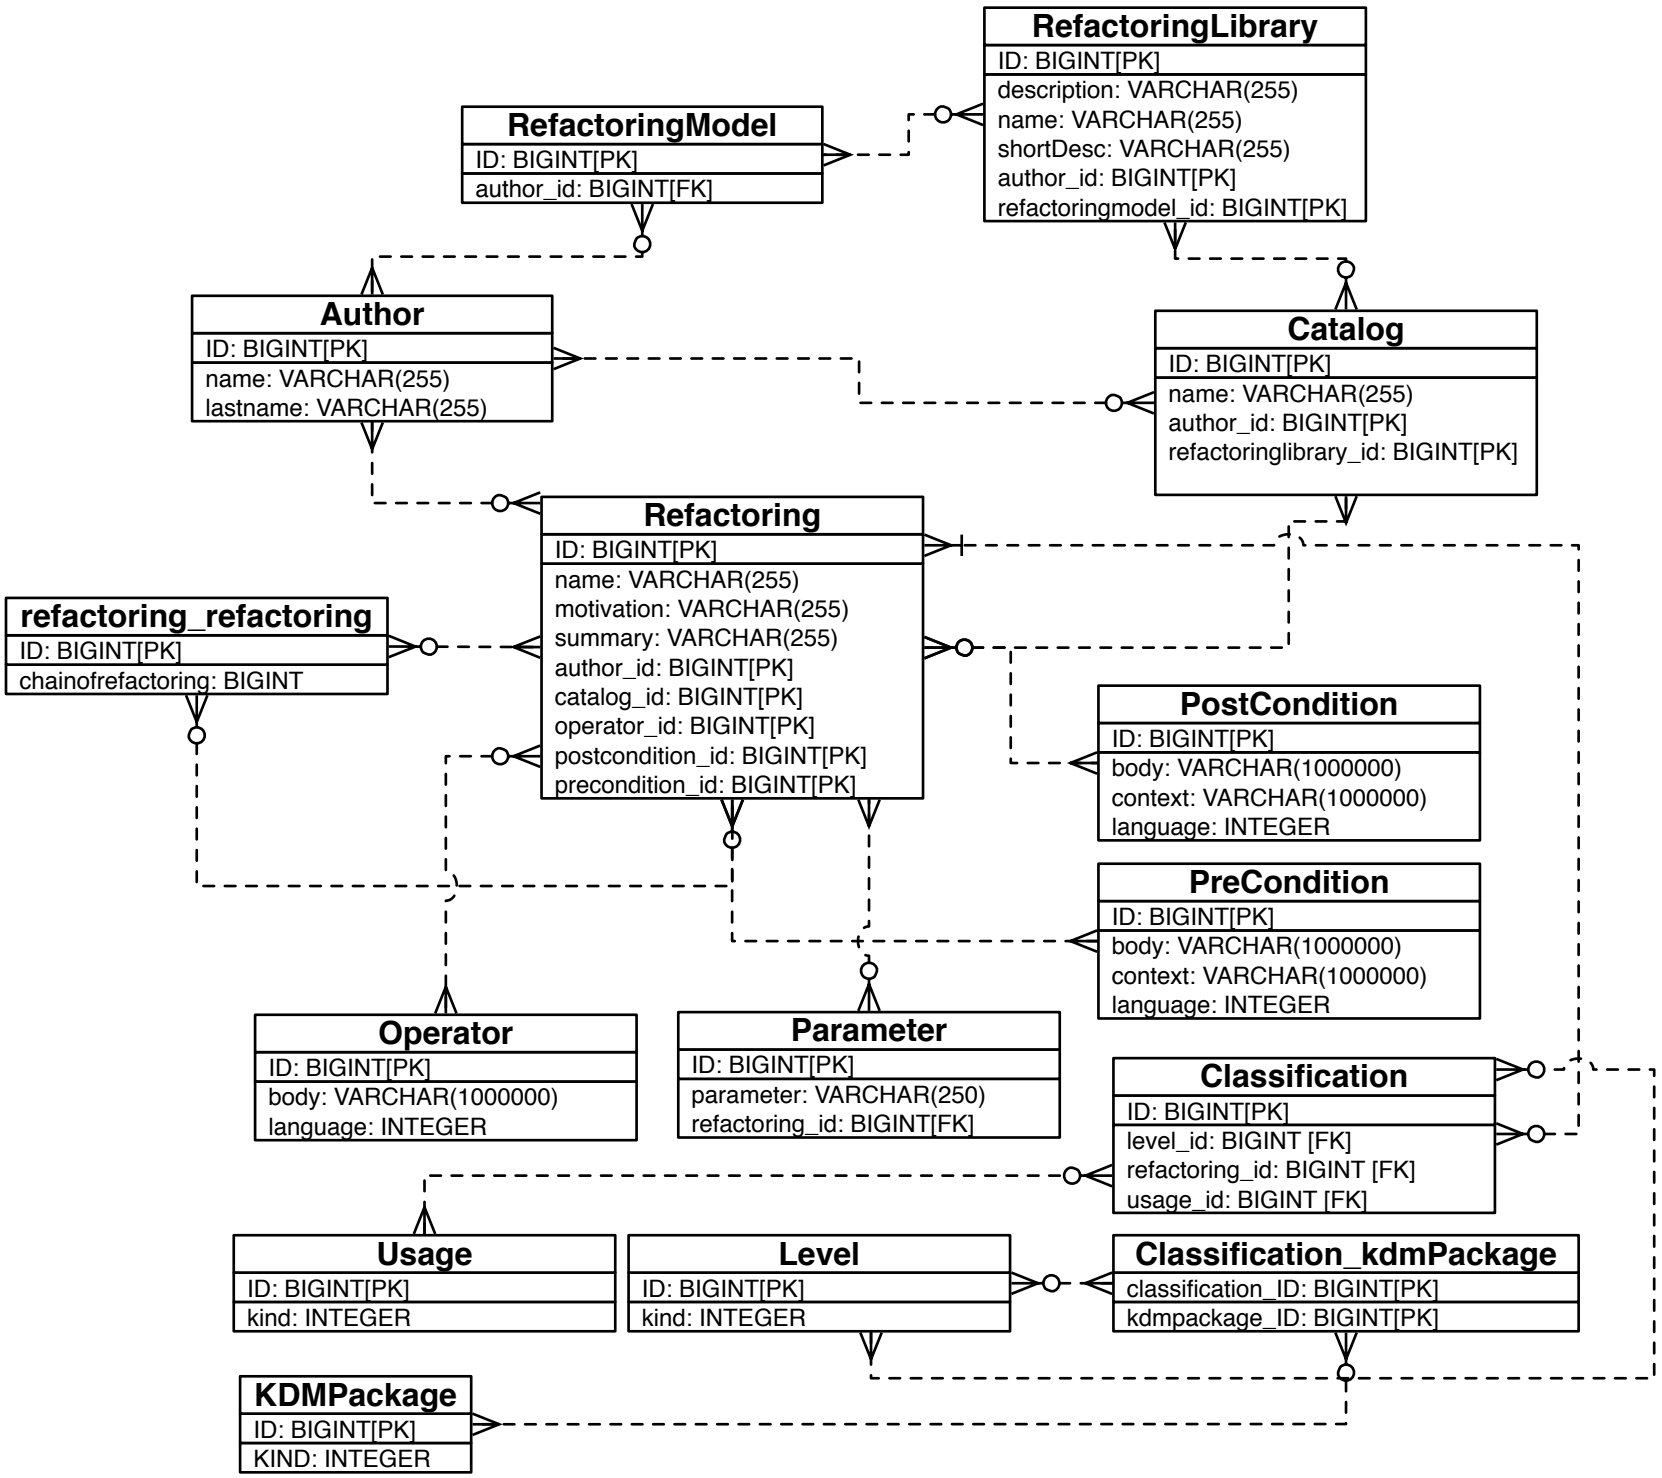 RefactoringLibrary
ID: BIGINT[PK]
description: VARCHAR(255)
name: VARCHAR(255)
shortDesc: VARCHAR(255)
author_id: BIGINT[PK]
refactoringmodel_id: BIGINT[PK]
RefactoringModel
ID: BIGINT[PK]
author_id: BIGINT[FK]
Author
ID: BIGINT[PK]
name: VARCHAR(255)
lastname: VARCHAR(255)
Catalog
ID: BIGINT[PK]
name: VARCHAR(255)
author_id: BIGINT[PK]
refactoringlibrary_id: BIGINT[PK]
Refactoring
ID: BIGINT[PK]
name: VARCHAR(255)
motivation: VARCHAR(255)
summary: VARCHAR(255)
author_id: BIGINT[PK]
catalog_id: BIGINT[PK]
operator_id: BIGINT[PK]
postcondition_id: BIGINT[PK]
precondition_id: BIGINT[PK]
refactoring_refactoring
ID: BIGINT[PK]
chainofrefactoring: BIGINT
PostCondition
ID: BIGINT[PK]
body: VARCHAR(1000000)
context: VARCHAR(1000000)
language: INTEGER
PreCondition
ID: BIGINT[PK]
body: VARCHAR(1000000)
context: VARCHAR(1000000)
language: INTEGER
Operator
ID: BIGINT[PK]
body: VARCHAR(1000000)
language: INTEGER
Parameter
ID: BIGINT[PK]
parameter: VARCHAR(250)
refactoring_id: BIGINT[FK]
Classification
ID: BIGINT[PK]
level_id: BIGINT [FK]
refactoring_id: BIGINT [FK]
usage_id: BIGINT [FK]
Usage
ID: BIGINT[PK]
kind: INTEGER
Level
ID: BIGINT[PK]
kind: INTEGER
Classification_kdmPackage
classification_ID: BIGINT[PK]
kdmpackage_ID: BIGINT[PK]
KDMPackage
ID: BIGINT[PK]
KIND: INTEGER